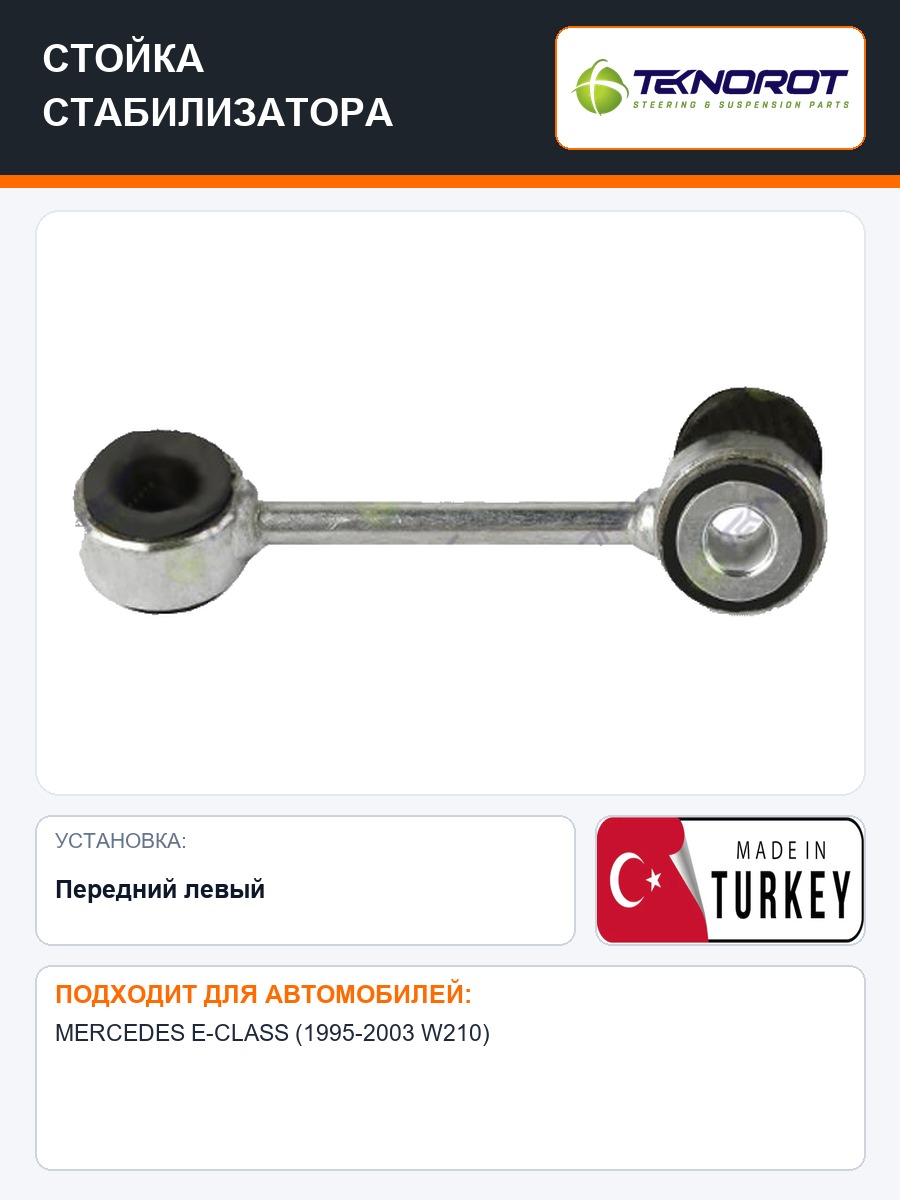 СТОЙКА
СТАБИЛИЗАТОРА
TEKNOROT
STEERING & SUSPENSION PARTS
УСТАНОВКА:
Передний левый
MADE IN
TURKEY
ПОДХОДИТ ДЛЯ АВТОМОБИЛЕЙ:
MERCEDES E-CLASS (1995-2003 W210)